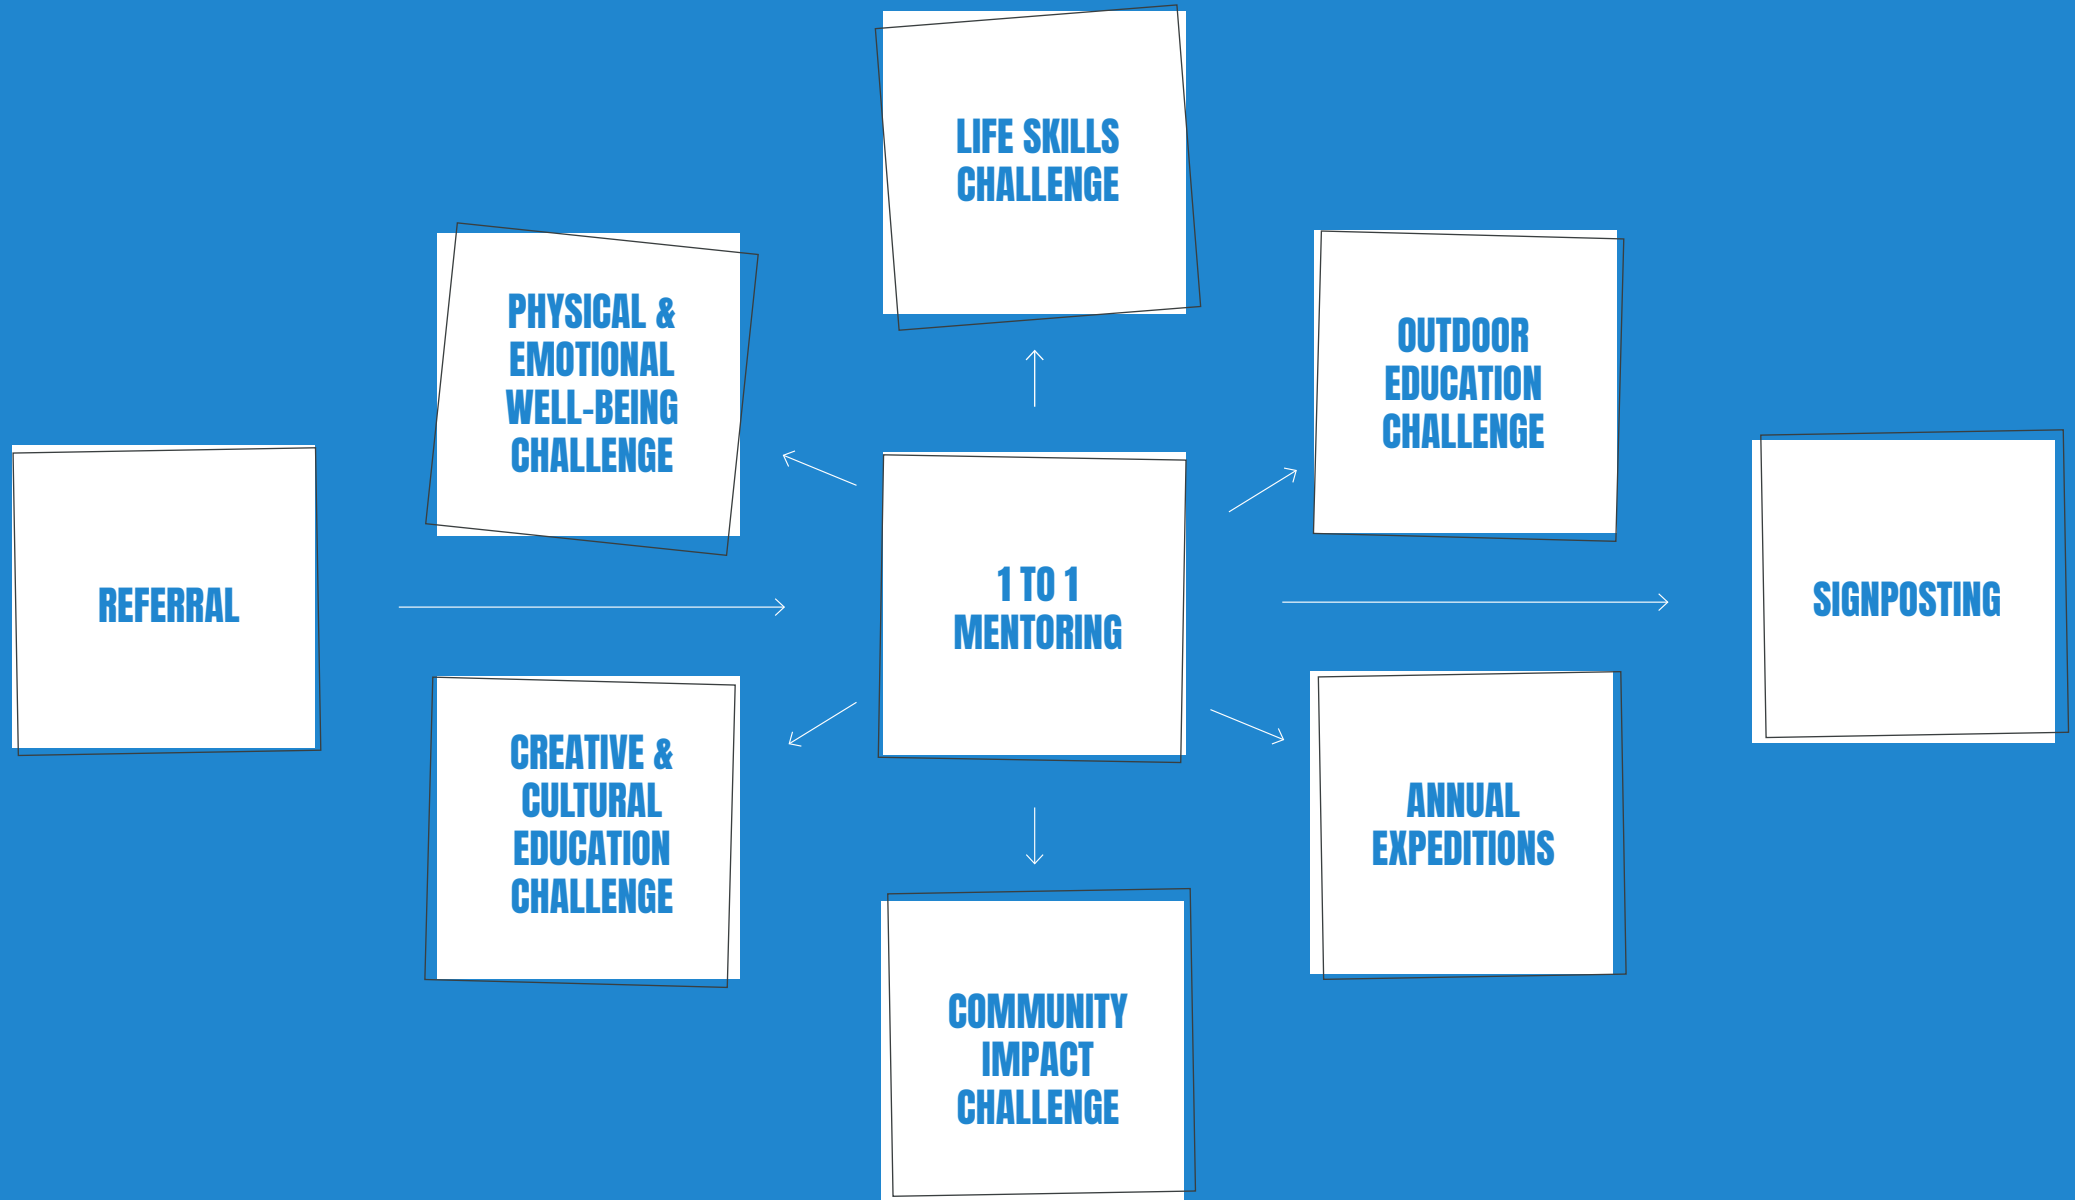 LIFE SKILLS
CHALLENGE
PHYSICAL &
EMOTIONAL
WELL-BEING
CHALLENGE
OUTDOOR
EDUCATION
CHALLENGE
REFERRAL
1 TO 1
MENTORING
SIGNPOSTING
CREATIVE &
CULTURAL
EDUCATION
CHALLENGE
ANNUAL
EXPEDITIONS
COMMUNITY
IMPACT
CHALLENGE